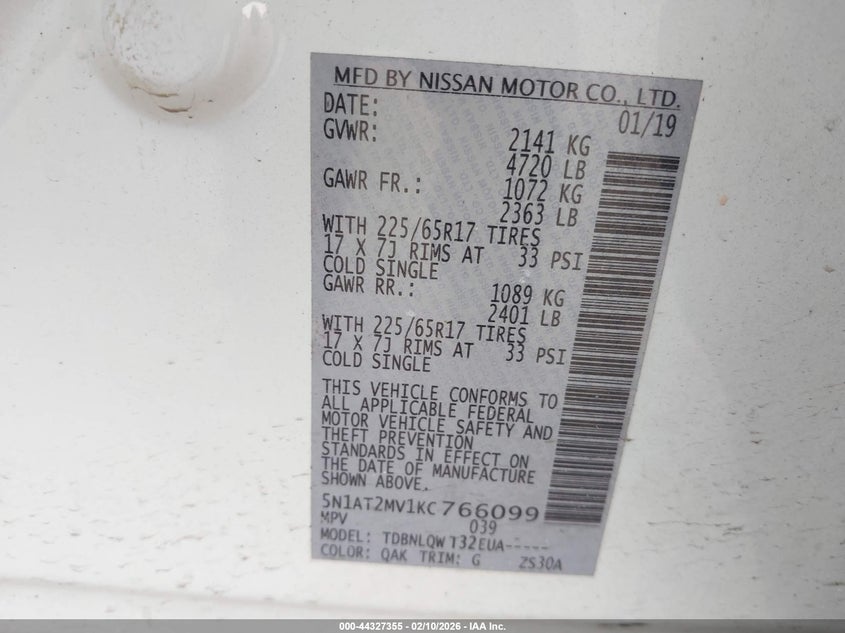 MFD BY NISSAN MOTOR CO., LTD.
DATE: 01/19
GVWR: 2141 KG
4720 LB
GAWR FR.: 1072 KG
2363 LB
WITH 225/65R17 TIRES
17 X 7J RIMS AT 33 PSI
COLD SINGLE
GAWR RR.: 1089 KG
2401 LB
WITH 225/65R17 TIRES
17 X 7J RIMS AT 33 PSI
COLD SINGLE
THIS VEHICLE CONFORMS TO
ALL APPLICABLE FEDERAL
MOTOR VEHICLE SAFETY AND
THEFT PREVENTION
STANDARDS IN EFFECT ON
THE DATE OF MANUFACTURE
SHOWN ABOVE.
5N1AT2MV1KC766099
MPV 039
MODEL: TDBNLQW T32EUA-----
COLOR: QAK TRIM: G ZS30A
000-44327355 — 02/10/2026 — IAA Inc.